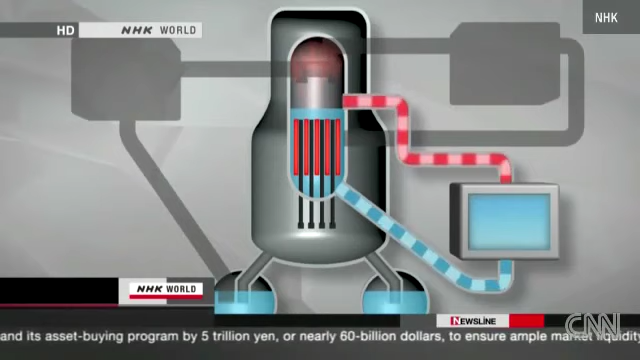 HD
NHK WORLD
NHK
NHK WORLD
NEWSLINE
CNN
and its asset-buying program by 5 trillion yen, or nearly 60-billion dollars, to ensure ample market liquidity